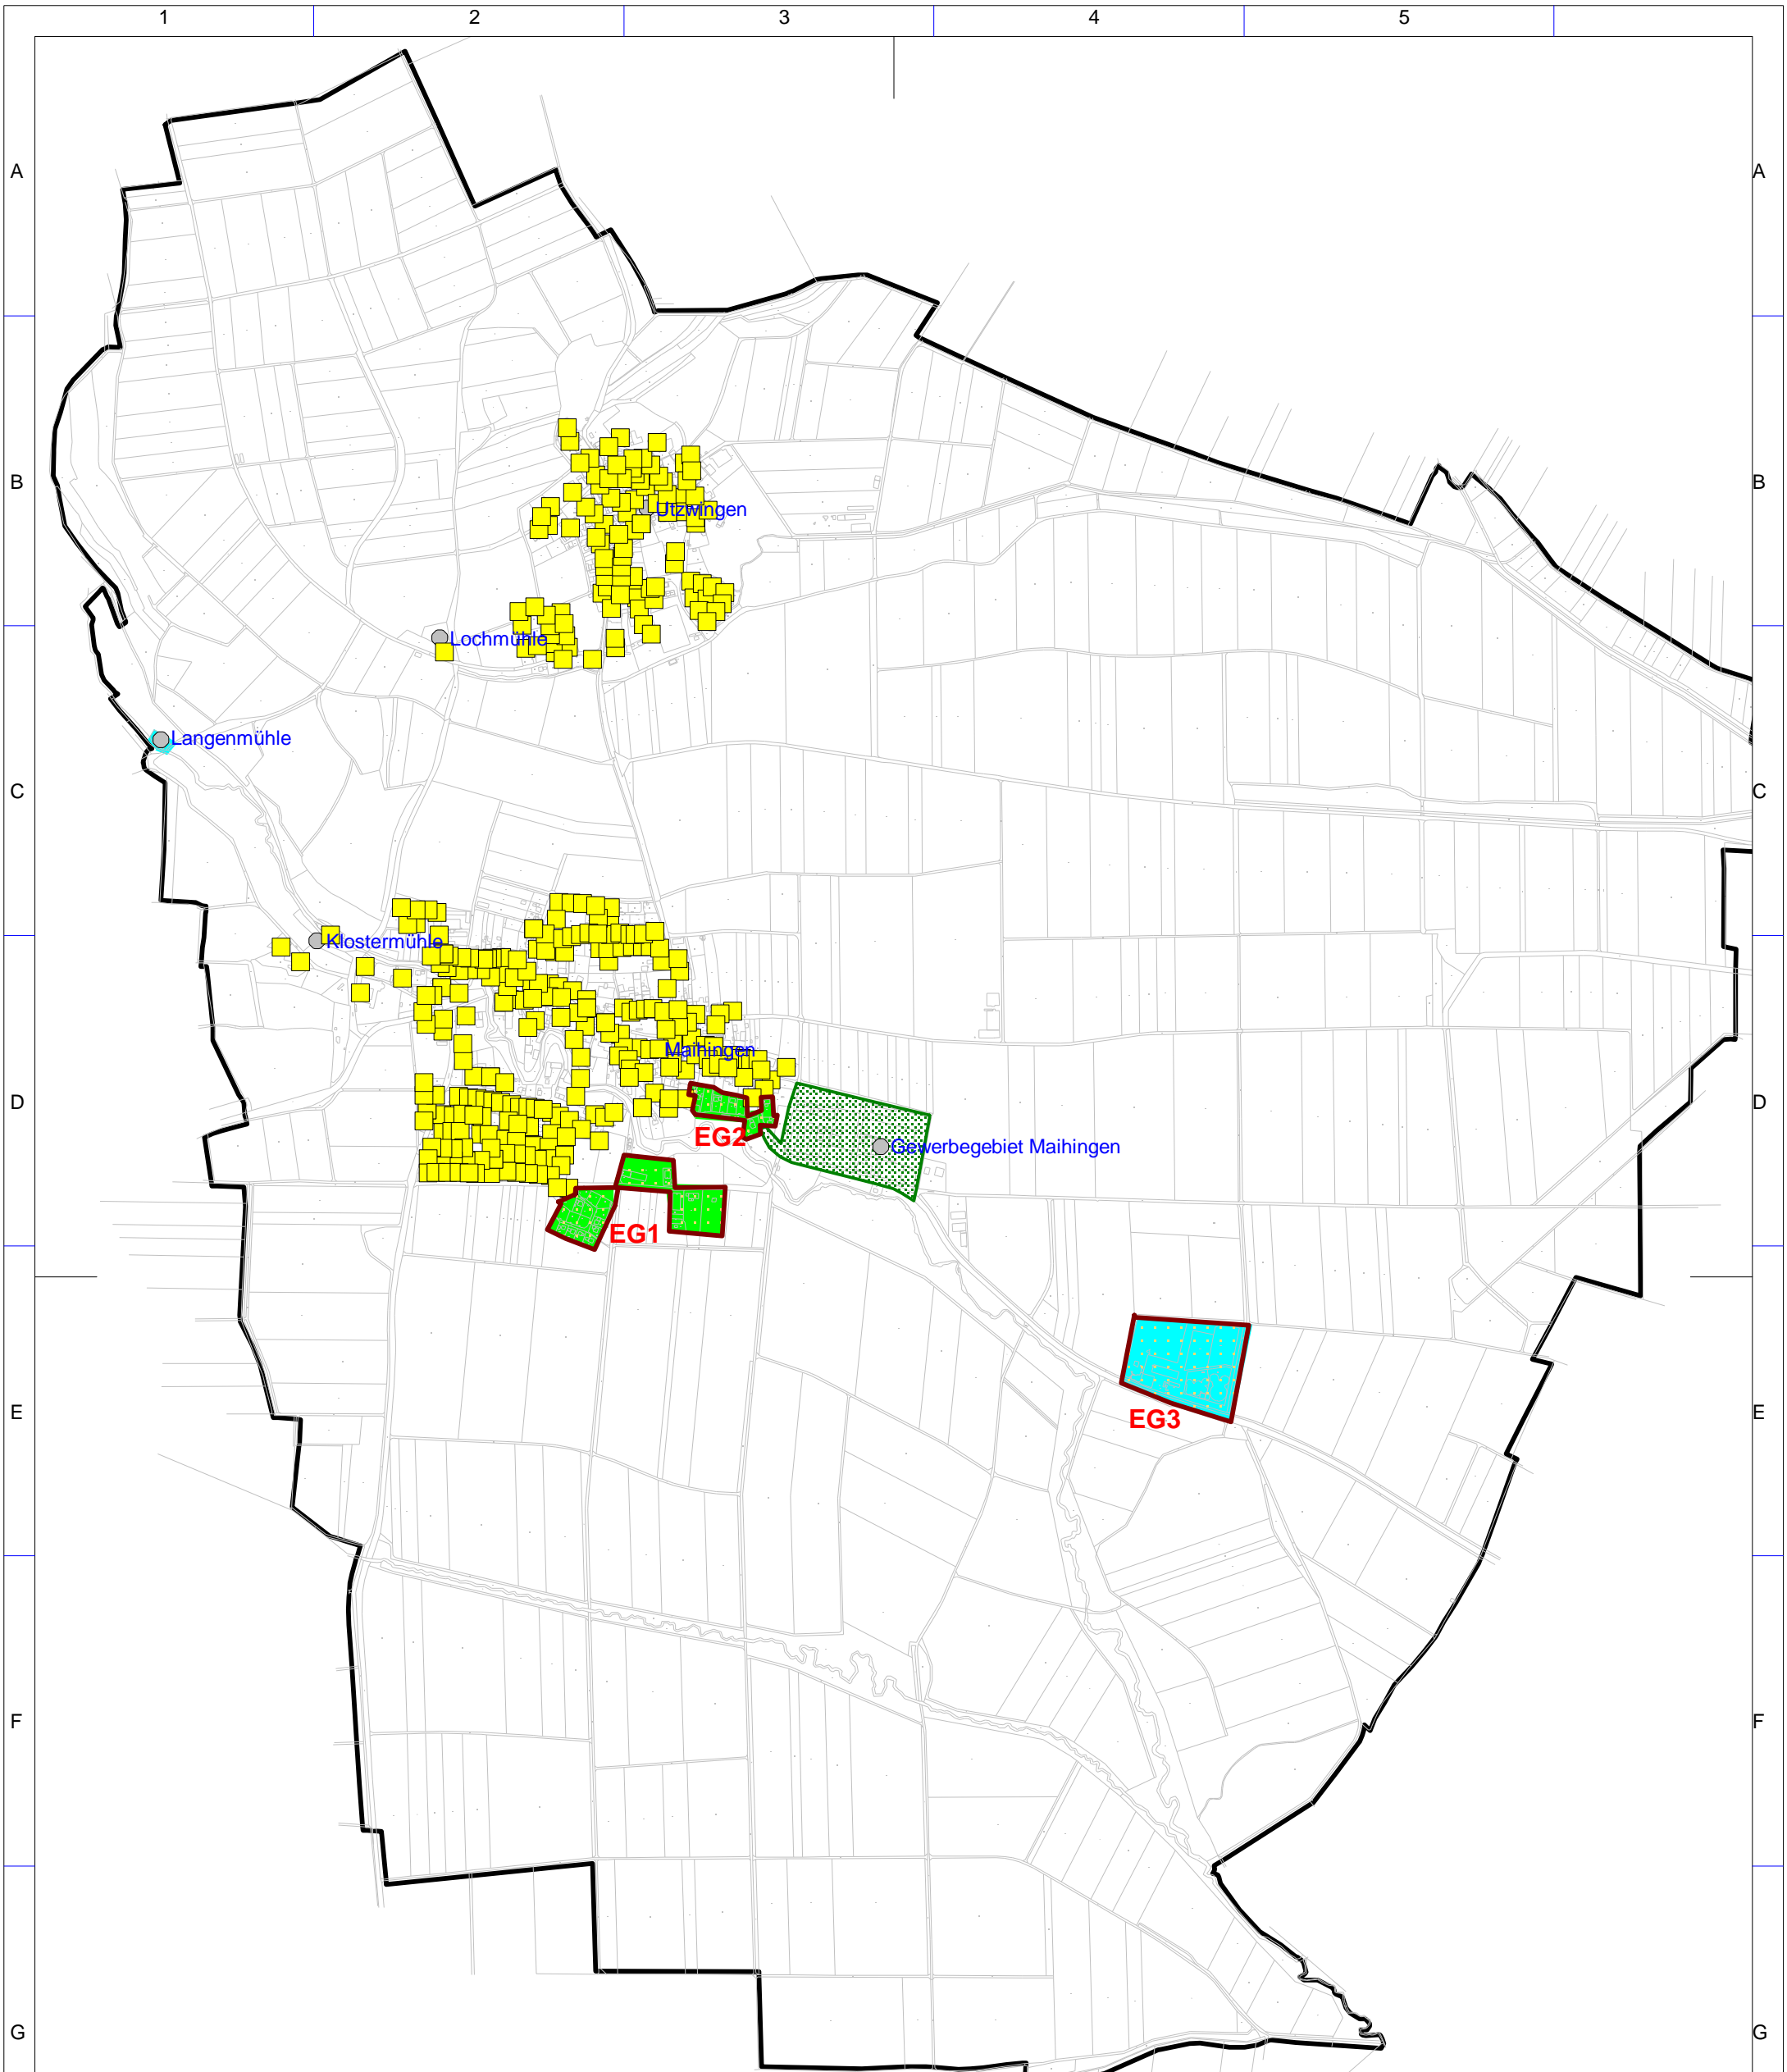 1 2 3 4 5
A A
B B
Utzwingen
Lochmühle
Langenmühle
C C
Klostermühle
Maihingen
D D
EG2
Gewerbegebiet Maihingen
EG1
E E
EG3
F F
G G